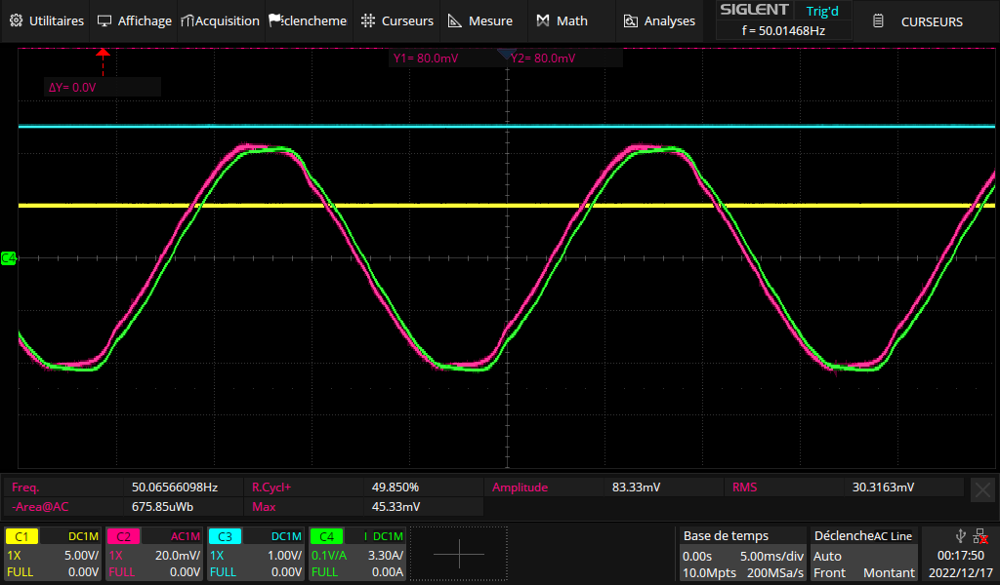 Utilitaires Affichage Acquisition éclencheme Curseurs Mesure Math Analyses SIGLENT Trig'd CURSEURS
f = 50.01468Hz
Y1= 80.0mV Y2= 80.0mV
ΔY= 0.0V
C4
Freq. 50.06566098Hz R.Cycl+ 49.850% Amplitude 83.33mV RMS 30.3163mV
-Area@AC 675.85uWb Max 45.33mV
C1 DC1M C2 AC1M C3 DC1M C4 I DC1M Base de temps DéclencheAC Line
1X 5.00V/ 1X 20.0mV/ 1X 1.00V/ 0.1V/A 3.30A/ 0.00s 5.00ms/div Auto 00:17:50
FULL 0.00V FULL 0.00V FULL 0.00V FULL 0.00A 10.0Mpts 200MSa/s Front Montant 2022/12/17